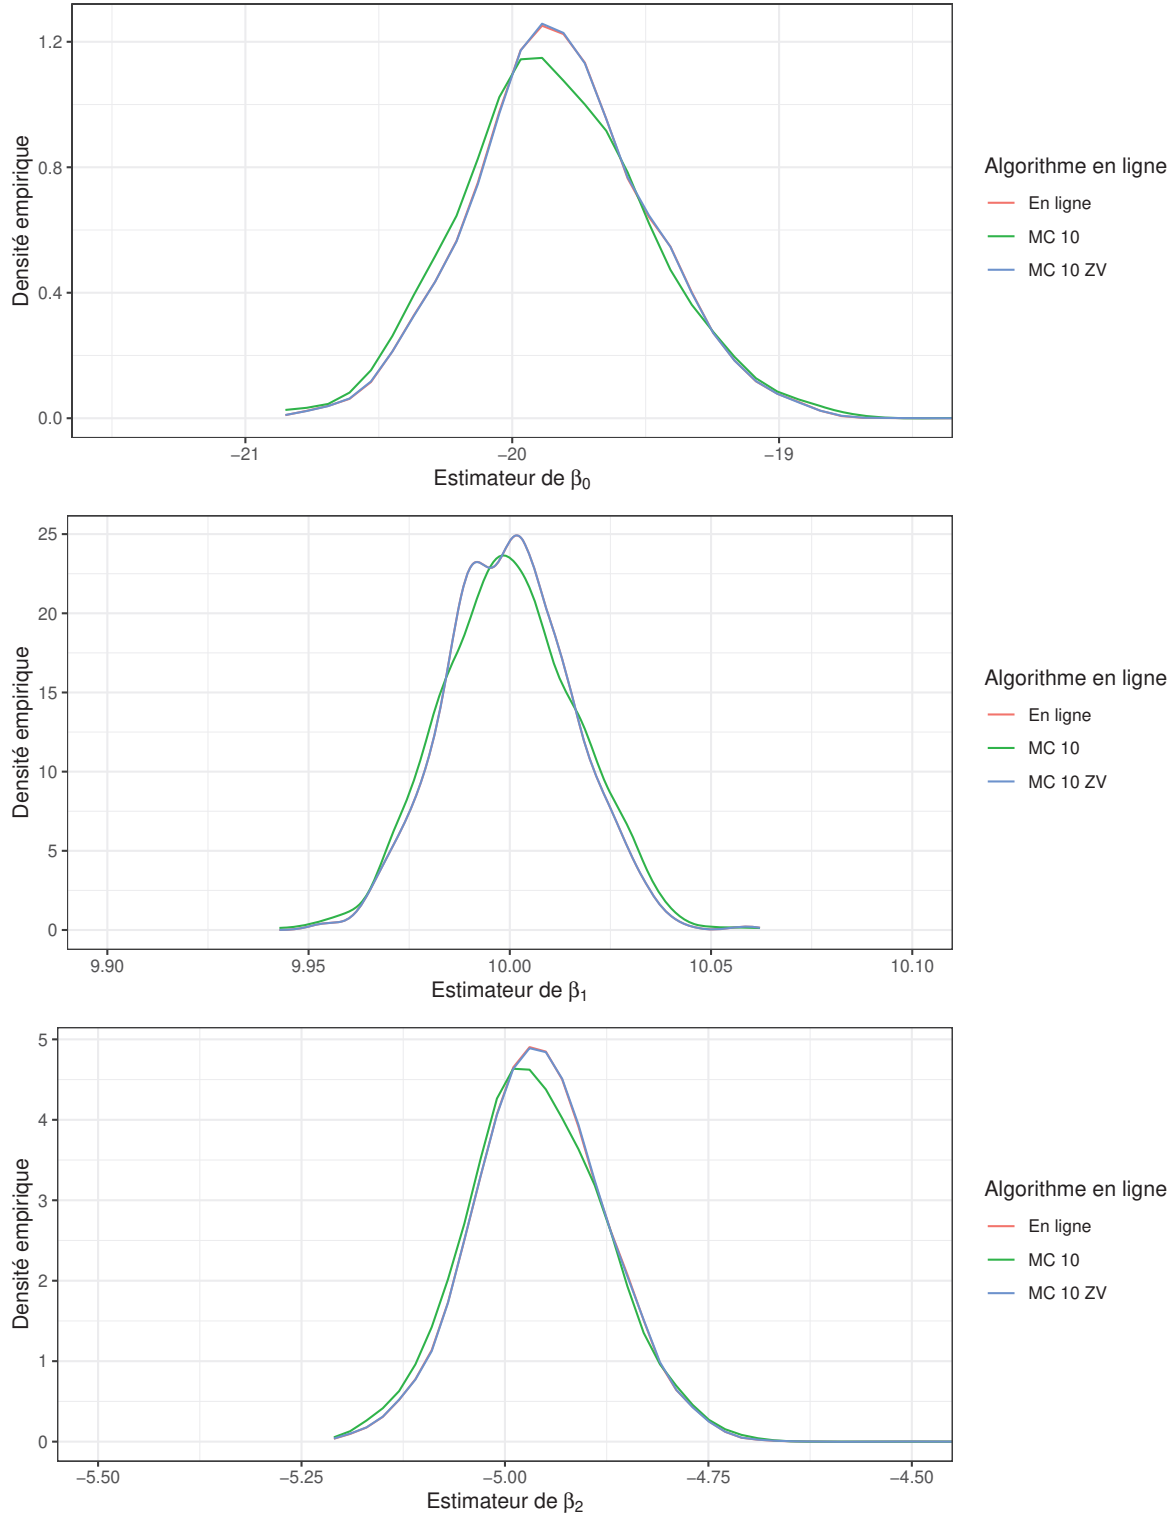 Densité empirique
1.2
0.8
0.4
0.0
−21
−20
−19
Estimateur de β0
Algorithme en ligne
En ligne
MC 10
MC 10 ZV
Densité empirique
25
20
15
10
5
0
9.90
9.95
10.00
10.05
10.10
Estimateur de β1
Algorithme en ligne
En ligne
MC 10
MC 10 ZV
Densité empirique
5
4
3
2
1
0
−5.50
−5.25
−5.00
−4.75
−4.50
Estimateur de β2
Algorithme en ligne
En ligne
MC 10
MC 10 ZV